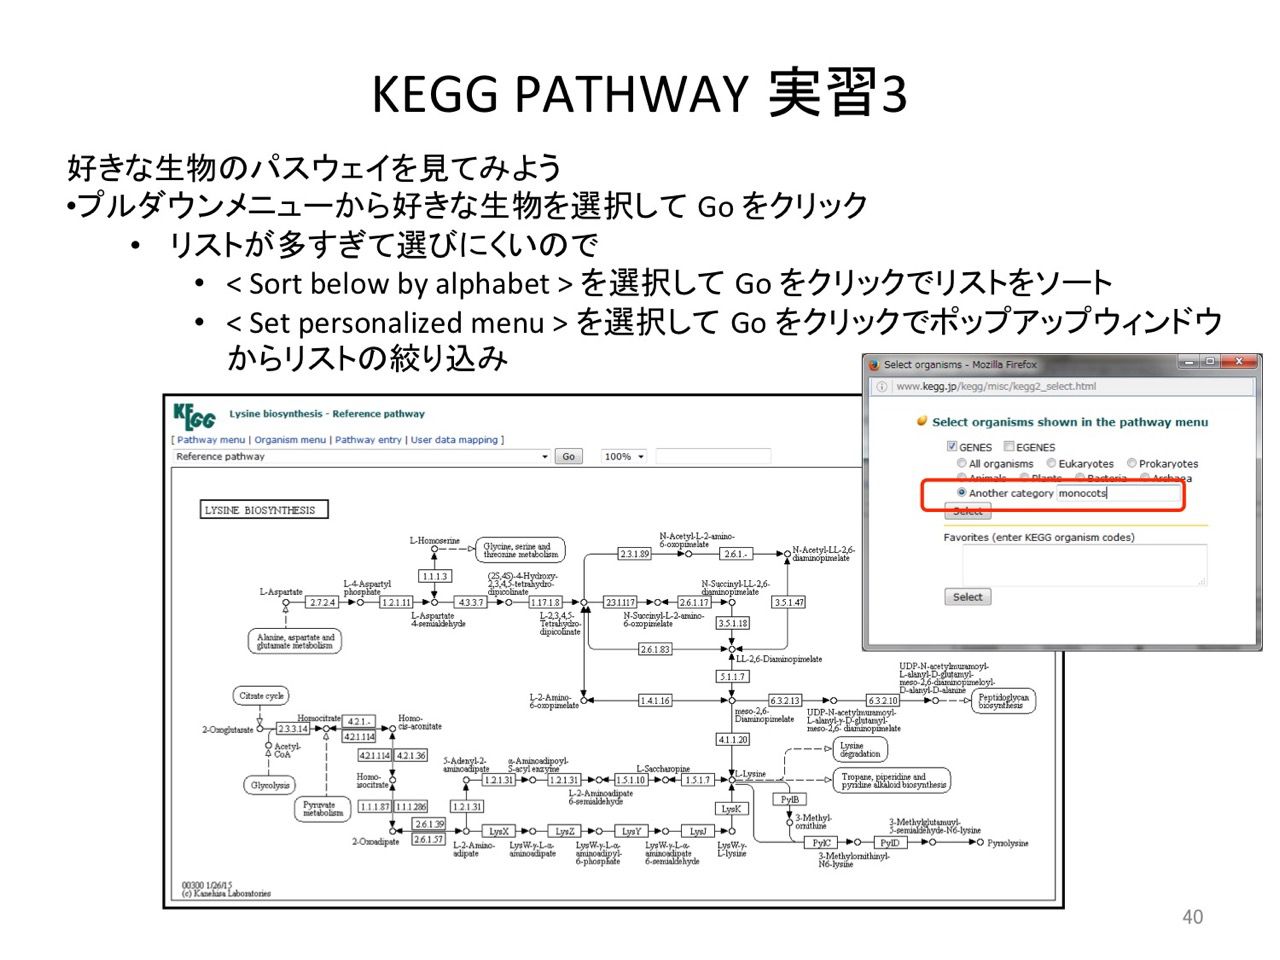 KEGG PATHWAY 実習3
好きな生物のパスウェイを見てみよう
•プルダウンメニューから好きな生物を選択して Go をクリック
• リストが多すぎて選びにくいので
• < Sort below by alphabet > を選択して Go をクリックでリストをソート
• < Set personalized menu > を選択して Go をクリックでポップアップウィンドウ
からリストの絞り込み
Select organisms - Mozilla Firefox
www.kegg.jp/kegg/misc/kegg2_select.html
Select organisms shown in the pathway menu
GENES EGENES
All organisms Eukaryotes Prokaryotes
Animals Plants Bacteria Archaea
Another category monocots
Select
Favorites (enter KEGG organism codes)
Select
KEGG
Lysine biosynthesis - Reference pathway
[ Pathway menu | Organism menu | Pathway entry | User data mapping ]
Reference pathway Go 100%
LYSINE BIOSYNTHESIS
L-Homoserine
Glycine, serine and
threonine metabolism
N-Acetyl-L-2-amino-
6-oxopimelate
2.3.1.89
2.6.1.-
N-Acetyl-LL-2,6-
diaminopimelate
1.1.1.3
L-4-Aspartyl
phosphate
(2S,4S)-4-Hydroxy-
2,3,4,5-tetrahydro-
dipicolinate
N-Succinyl-LL-2,6-
diaminopimelate
L-Aspartate
2.7.2.4
1.2.1.11
4.3.3.7
1.17.1.8
2.3.1.117
2.6.1.17
3.5.1.47
L-Aspartate
4-semialdehyde
L-2,3,4,5-
Tetrahydro-
dipicolinate
N-Succinyl-L-2-amino-
6-oxopimelate
3.5.1.18
Alanine, aspartate and
glutamate metabolism
2.6.1.83
LL-2,6-Diaminopimelate
5.1.1.7
UDP-N-acetylmuramoyl-
L-alanyl-D-glutamyl-
meso-2,6-diaminopimeloyl-
D-alanyl-D-alanine
Citrate cycle
L-2-Amino-
6-oxopimelate
1.4.1.16
6.3.2.13
6.3.2.10
Peptidoglycan
biosynthesis
meso-2,6-
Diaminopimelate
UDP-N-acetylmuramoyl-
L-alanyl-γ-D-glutamyl-
meso-2,6-diaminopimelate
2-Oxoglutarate
2.3.3.14
Homocitrate
4.2.1.-
4.2.1.114
Homo-
cis-aconitate
4.1.1.20
Acetyl-
CoA
4.2.1.114
4.2.1.36
Lysine
degradation
5-Adenyl-2-
aminoadipate
α-Aminoadipoyl-
S-acyl enzyme
L-Saccharopine
L-Lysine
Glycolysis
Homo-
isocitrate
1.2.1.31
1.2.1.31
1.5.1.10
1.5.1.7
Tropane, piperidine and
pyridine alkaloid biosynthesis
L-2-Aminoadipate
6-semialdehyde
Pyruvate
metabolism
1.1.1.87
1.1.1.286
1.2.1.31
LysK
PylB
3-Methyl-
ornithine
2.6.1.39
2.6.1.57
LysX
LysZ
LysY
LysJ
3-Methylglutamyl-
5-semialdehyde-N6-lysine
2-Oxoadipate
L-2-Amino-
adipate
LysW-γ-L-α-
aminoadipate
LysW-γ-L-α-
aminoadipyl-
6-phosphate
LysW-γ-L-α-
aminoadipate
6-semialdehyde
LysW-γ-
L-lysine
PylC
PylD
Pyrrolysine
3-Methylornithinyl-
N6-lysine
00300 1/26/15
(c) Kanehisa Laboratories
40